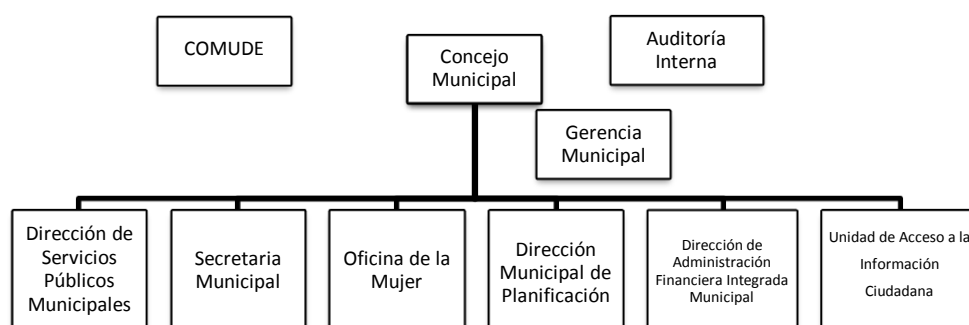 COMUDE
Concejo
Municipal
Auditoría
Interna
Gerencia
Municipal
Dirección de
Servicios
Públicos
Municipales
Secretaria
Municipal
Oficina de la
Mujer
Dirección
Municipal de
Planificación
Dirección de
Administración
Financiera Integrada
Municipal
Unidad de Acceso a la
Información
Ciudadana